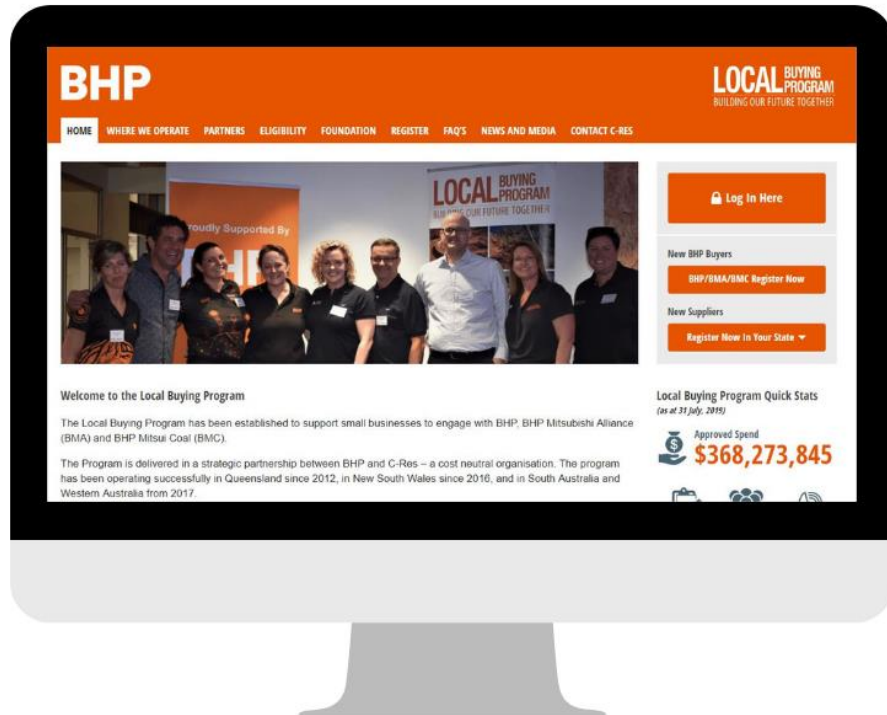 BHP
LOCAL BUYING PROGRAM
BUILDING OUR FUTURE TOGETHER
HOME WHERE WE OPERATE PARTNERS ELIGIBILITY FOUNDATION REGISTER FAQ'S NEWS AND MEDIA CONTACT C-RES
Proudly Supported By
LOCAL BUYING PROGRAM
BUILDING OUR FUTURE TOGETHER
Log In Here
New BHP Buyers
BHP/BMA/BMC Register Now
New Suppliers
Register Now In Your State
Welcome to the Local Buying Program
The Local Buying Program has been established to support small businesses to engage with BHP, BHP Mitsubishi Alliance
(BMA) and BHP Mitsui Coal (BMC).
The Program is delivered in a strategic partnership between BHP and C-Res – a cost neutral organisation. The program
has been operating successfully in Queensland since 2012, in New South Wales since 2016, and in South Australia and
Western Australia from 2017.
Local Buying Program Quick Stats
(as at 31 July, 2019)
Approved Spend
$368,273,845